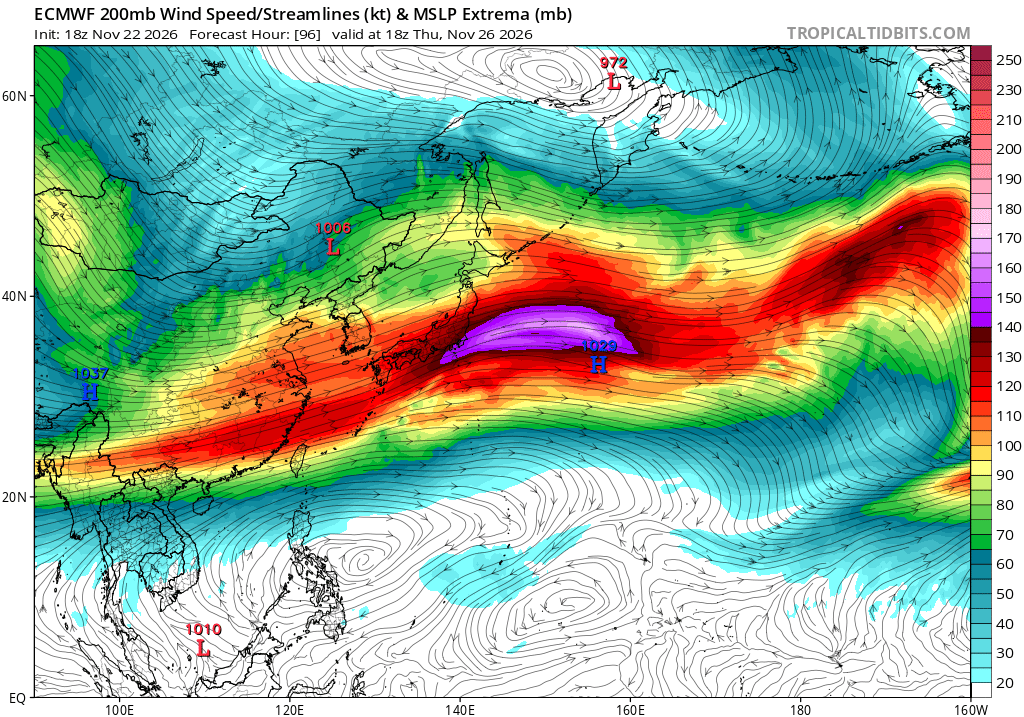 ECMWF 200mb Wind Speed/Streamlines (kt) & MSLP Extrema (mb)
Init: 18z Nov 22 2026 Forecast Hour: [96] valid at 18z Thu, Nov 26 2026
TROPICALTIDBITS.COM
972
L
60N
1006
L
40N
1029
H
1037
H
20N
1010
L
EQ
100E
120E
140E
160E
180
160W
250
230
210
200
190
180
170
160
150
140
130
120
110
100
90
80
70
60
50
40
30
20